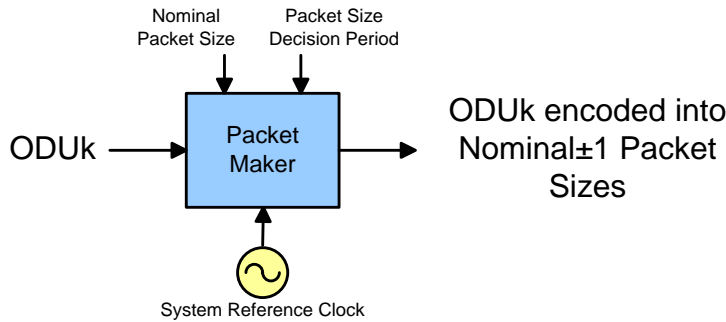 Nominal
Packet Size
Packet Size
Decision Period
ODUk
Packet
Maker
ODUk encoded into
Nominal±1 Packet
Sizes
System Reference Clock